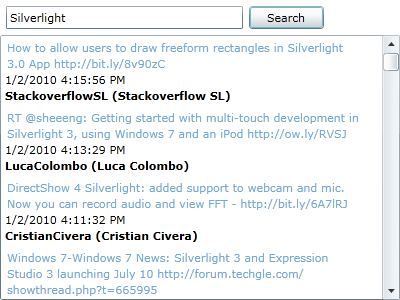 Silverlight
Search
How to allow users to draw freeform rectangles in Silverlight
3.0 App http://bit.ly/8v90zC
1/2/2010 4:15:56 PM
StackoverflowSL (Stackoverflow SL)
RT @sheeeng: Getting started with multi-touch development in
Silverlight 3, using Windows 7 and an iPod http://ow.ly/RVSJ
1/2/2010 4:13:29 PM
LucaColombo (Luca Colombo)
DirectShow 4 Silverlight: added support to webcam and mic.
Now you can record audio and view FFT - http://bit.ly/6A7lRJ
1/2/2010 4:11:32 PM
CristianCivera (Cristian Civera)
Windows 7-Windows 7 News: Silverlight 3 and Expression
Studio 3 launching July 10 http://forum.techgle.com/
showthread.php?t=665995